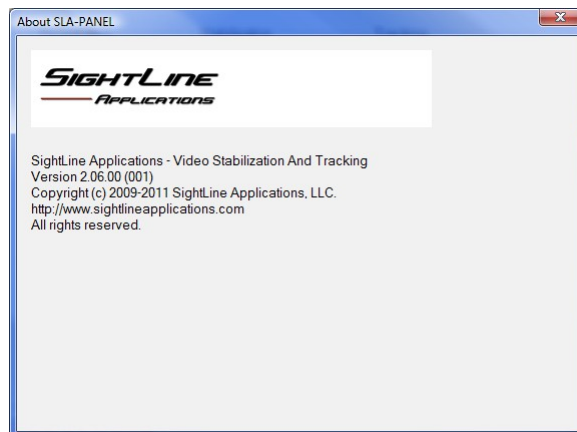 About SLA-PANEL
SIGHTLINE
APPLICATIONS
SightLine Applications - Video Stabilization And Tracking
Version 2.06.00 (001)
Copyright (c) 2009-2011 SightLine Applications, LLC.
http://www.sightlineapplications.com
All rights reserved.